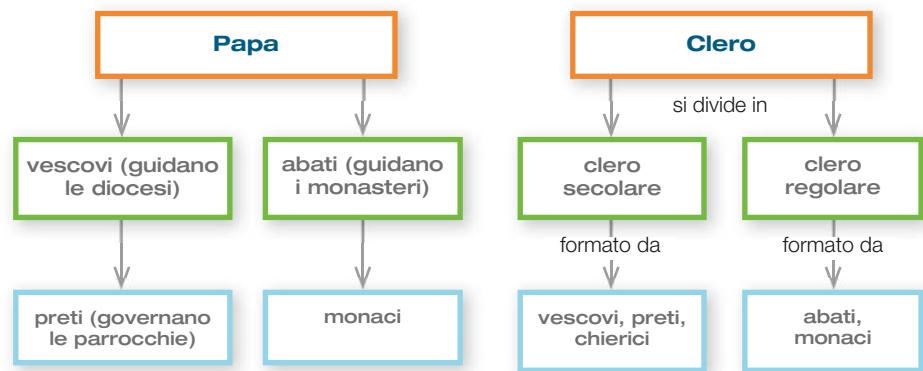 Papa
vescovi (guidano
le diocesi)
abati (guidano
i monasteri)
preti (governano
le parrocchie)
monaci
Clero
si divide in
clero
secolare
clero
regolare
formato da
formato da
vescovi, preti,
chierici
abati,
monaci